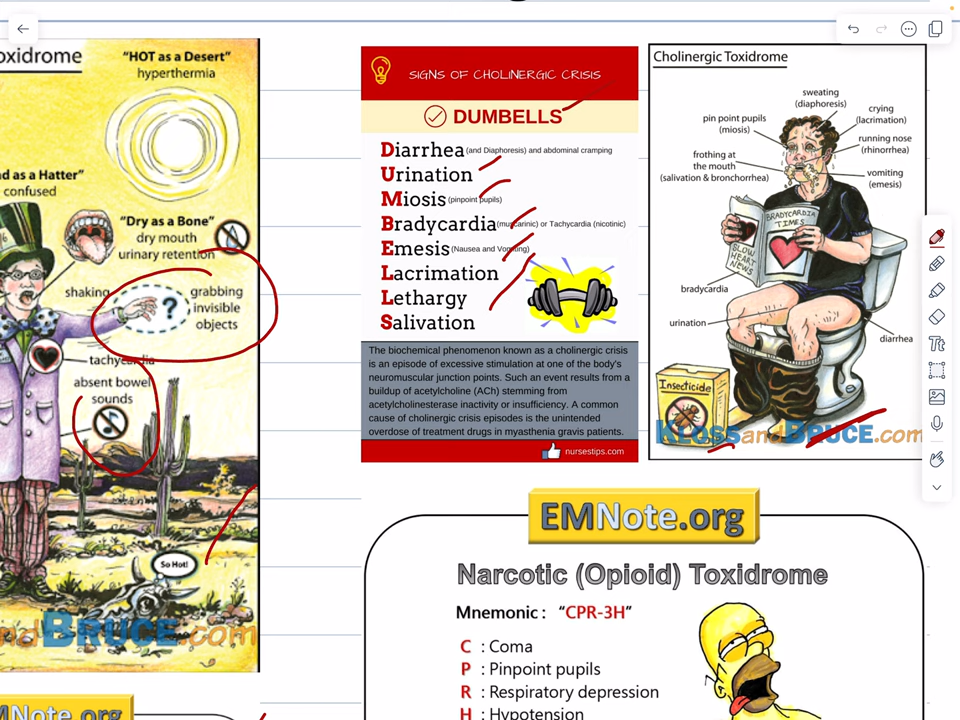 oxidrome
"HOT as a Desert"
hyperthermia
d as a Hatter"
confused
"Dry as a Bone"
dry mouth
urinary retention
shaking
?
grabbing
invisible
objects
tachycardia
absent bowel
sounds
So Hot!
andBRUCE.com
SIGNS OF CHOLINERGIC CRISIS
DUMBELLS
Diarrhea (and Diaphoresis) and abdominal cramping
Urination
Miosis (pinpoint pupils)
Bradycardia (muscarinic) or Tachycardia (nicotinic)
Emesis (Nausea and Vomiting)
Lacrimation
Lethargy
Salivation
The biochemical phenomenon known as a cholinergic crisis
is an episode of excessive stimulation at one of the body's
neuromuscular junction points. Such an event results from a
buildup of acetylcholine (ACh) stemming from
acetylcholinesterase inactivity or insufficiency. A common
cause of cholinergic crisis episodes is the unintended
overdose of treatment drugs in myasthenia gravis patients.
nursestips.com
Cholinergic Toxidrome
sweating
(diaphoresis)
crying
(lacrimation)
pin point pupils
(miosis)
running nose
(rhinorrhea)
frothing at
the mouth
(salivation & bronchorrhea)
vomiting
(emesis)
BRADYCARDIA
TIMES
SLOW
HEART
NEWS
bradycardia
urination
diarrhea
Insecticide
KLossandBRUCE.com
EMNote.org
Narcotic (Opioid) Toxidrome
Mnemonic : "CPR-3H"
C : Coma
P : Pinpoint pupils
R : Respiratory depression
H : Hypotension
MNote.org
Tt